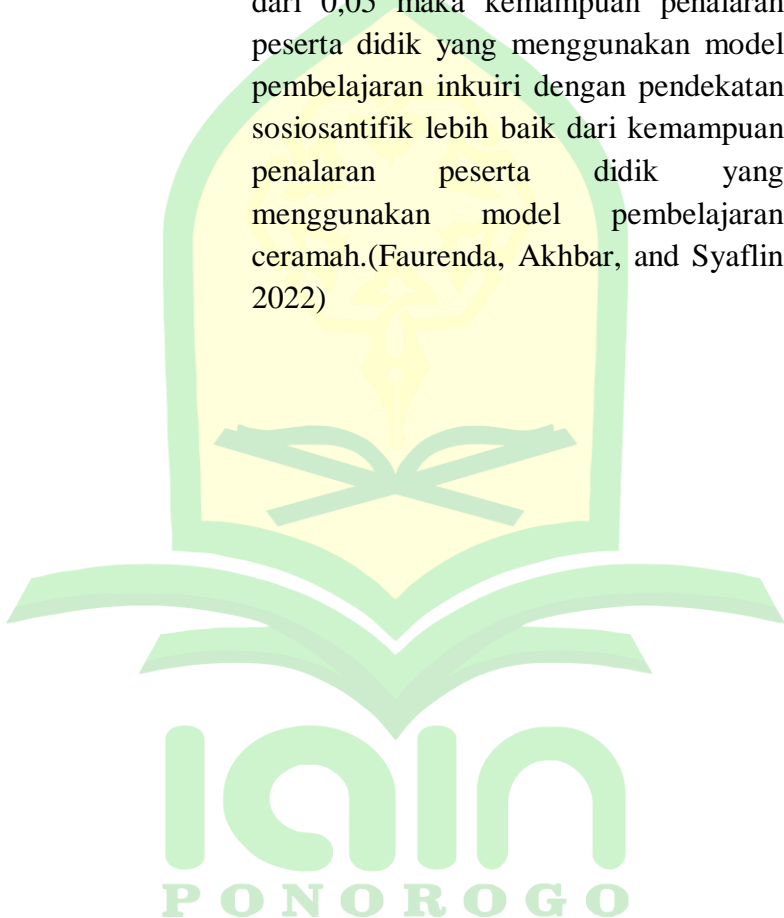 dari 0,05 maka kemampuan penalaran
peserta didik yang menggunakan model
pembelajaran inkuiri dengan pendekatan
sosiosantifik lebih baik dari kemampuan
penalaran peserta didik yang
menggunakan model pembelajaran
ceramah.(Faurenda, Akhbar, and Syaflin
2022)
iain
PONOROGO